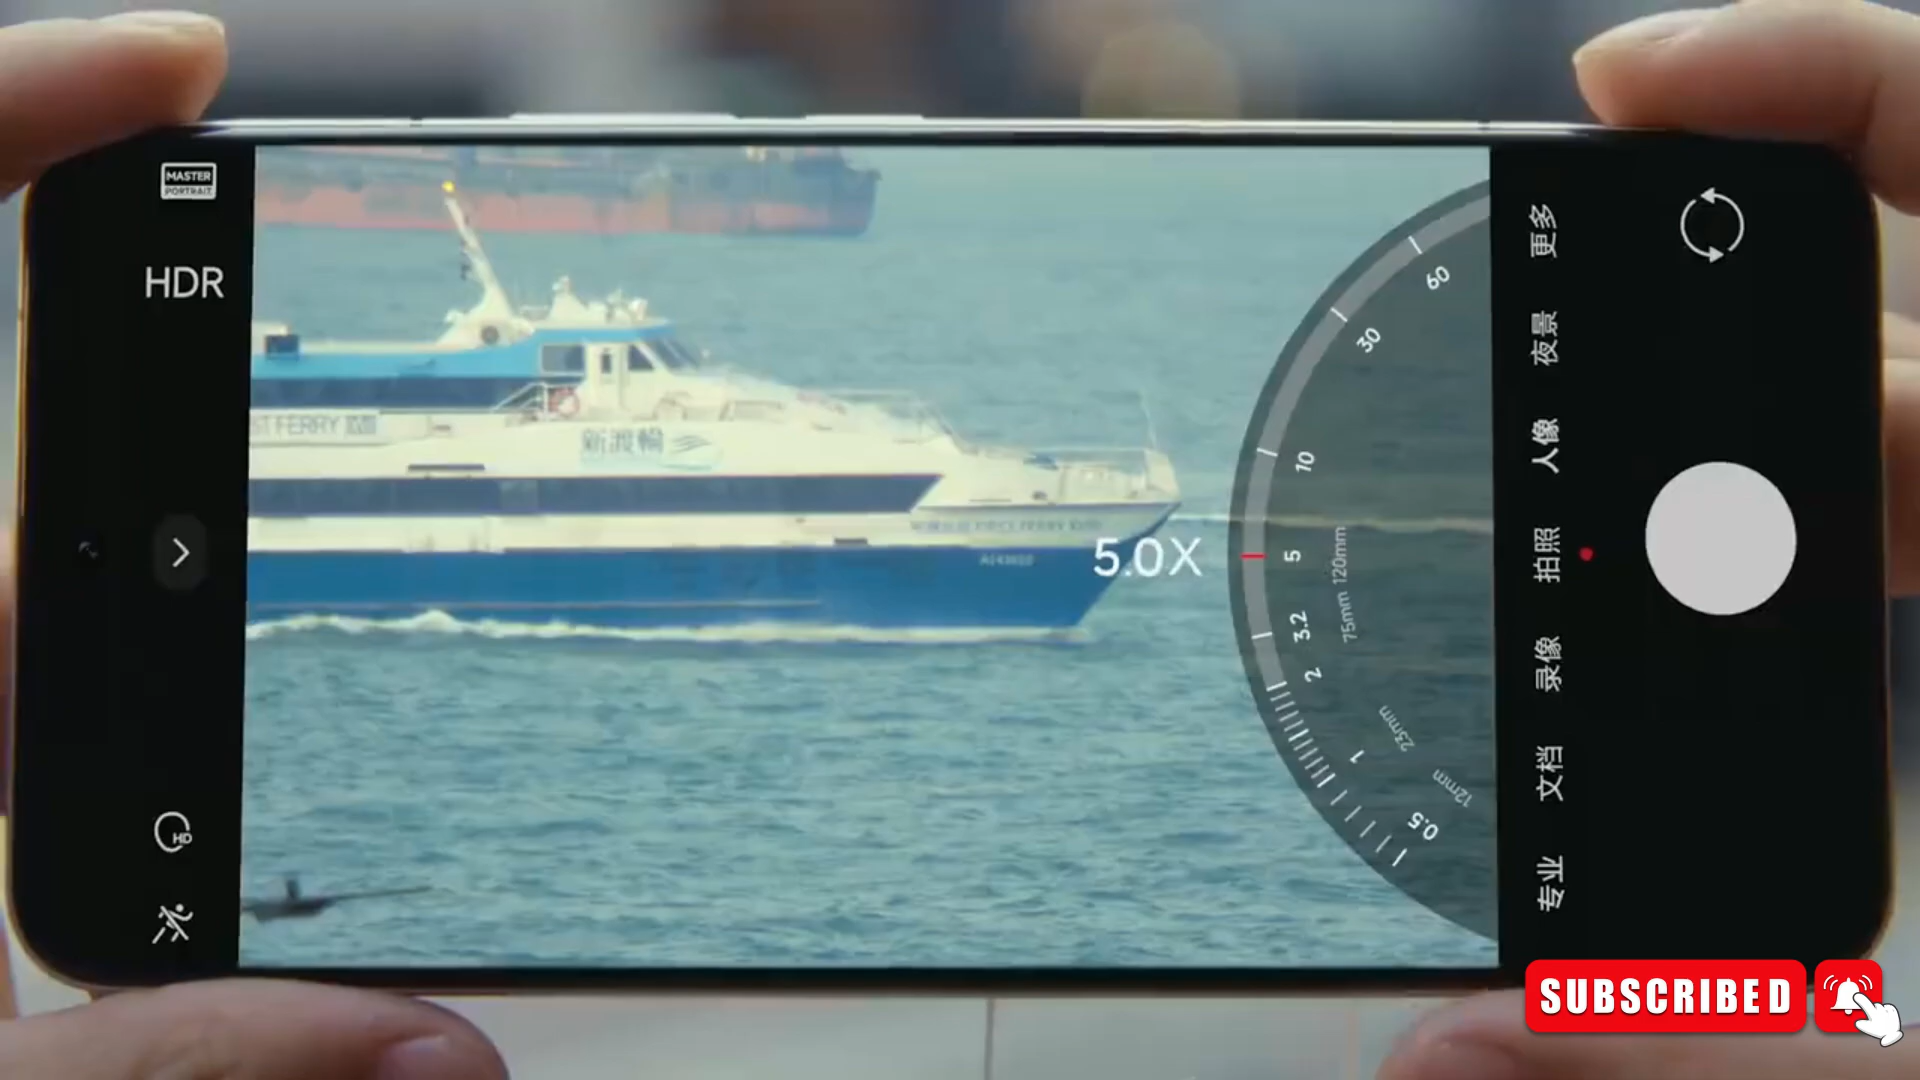 MASTER
PORTRAIT
HDR
ST FERRY XVIII
新渡輪
5.0X
60
30
10
5
3.2
2
1
0.5
120mm
75mm
23mm
12mm
更多
夜景
人像
拍照
录像
文档
专业
HD
SUBSCRIBED